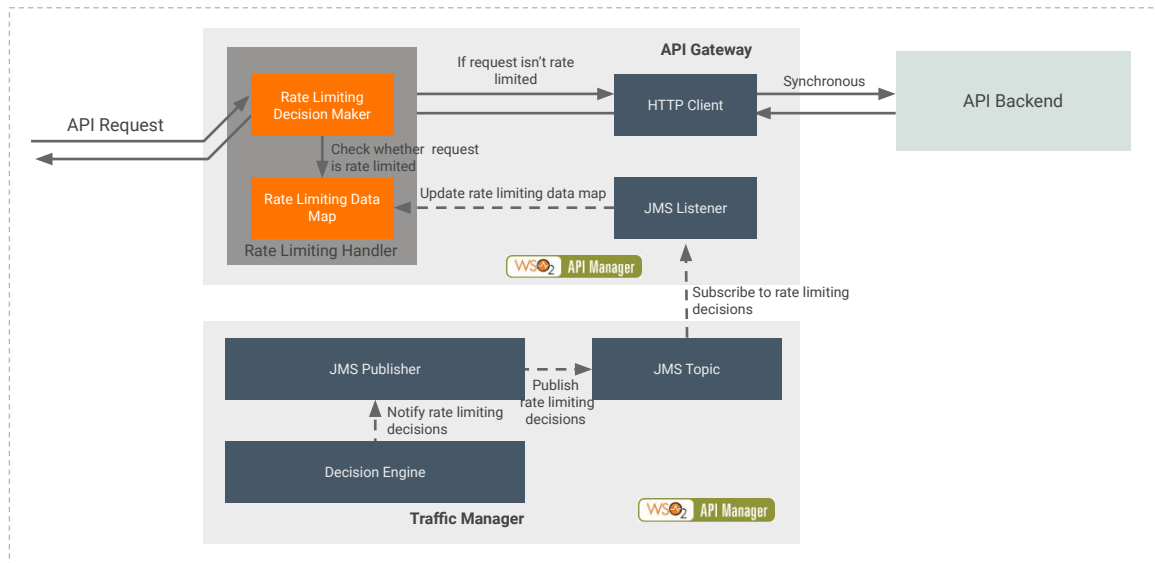 API Gateway
If request isn't rate
limited
Rate Limiting
Decision Maker
HTTP Client
Synchronous
API Backend
API Request
Check whether request
is rate limited
Rate Limiting Data
Map
Update rate limiting data map
JMS Listener
Rate Limiting Handler
WSO2 API Manager
Subscribe to rate limiting
decisions
JMS Publisher
JMS Topic
Publish
rate limiting
decisions
Notify rate limiting
decisions
Decision Engine
Traffic Manager
WSO2 API Manager